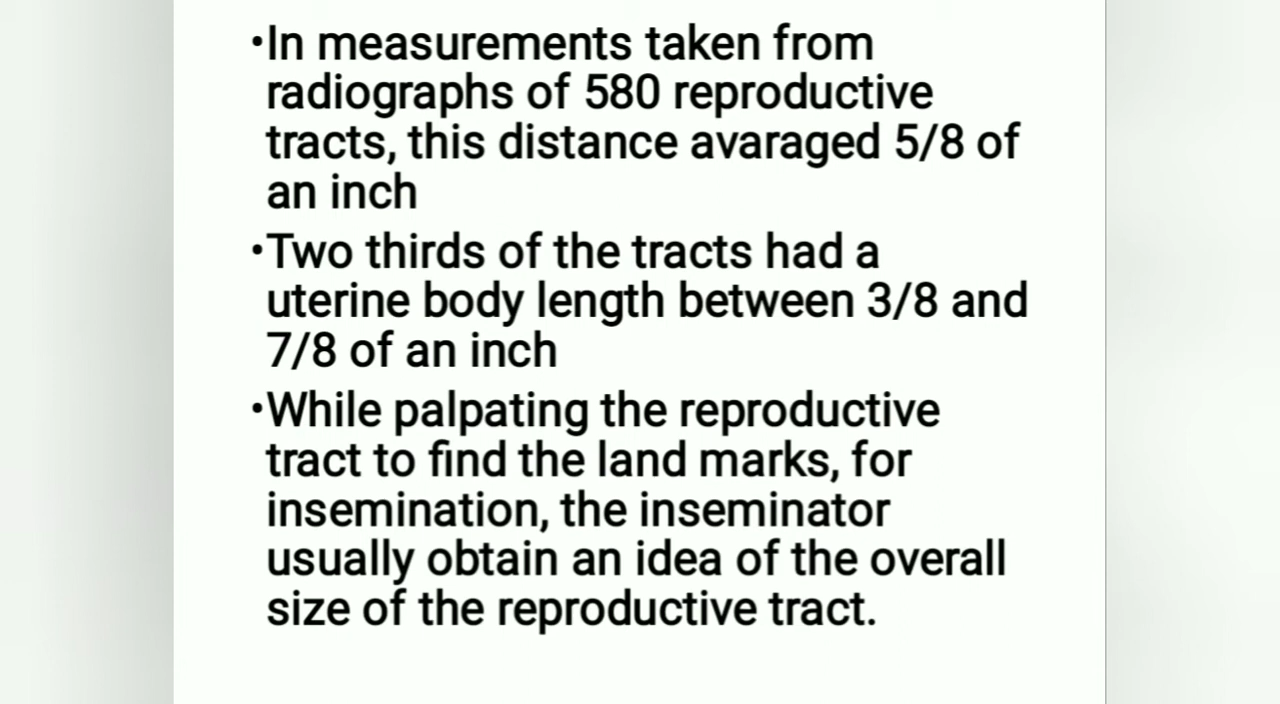 •In measurements taken from
radiographs of 580 reproductive
tracts, this distance avaraged 5/8 of
an inch
•Two thirds of the tracts had a
uterine body length between 3/8 and
7/8 of an inch
•While palpating the reproductive
tract to find the land marks, for
insemination, the inseminator
usually obtain an idea of the overall
size of the reproductive tract.